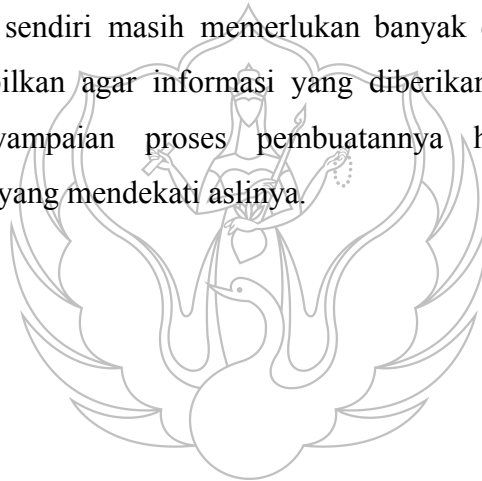 sendiri masih memerlukan banyak
ilkan agar informasi yang diberikan
yampaian proses pembuatannya h
yang mendekati aslinya.